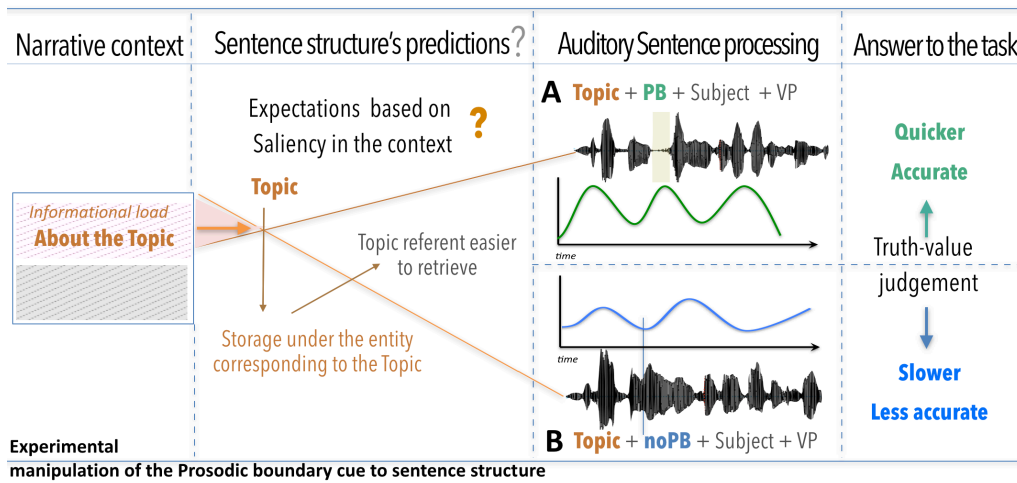 Narrative context
Sentence structure's predictions?
Auditory Sentence processing
Answer to the task
Expectations based on
Saliency in the context
?
Topic
Informational load
About the Topic
Topic referent easier
to retrieve
Storage under the entity
corresponding to the Topic
A Topic + PB + Subject + VP
time
time
B Topic + noPB + Subject + VP
Quicker
Accurate
Truth-value
judgement
Slower
Less accurate
Experimental
manipulation of the Prosodic boundary cue to sentence structure